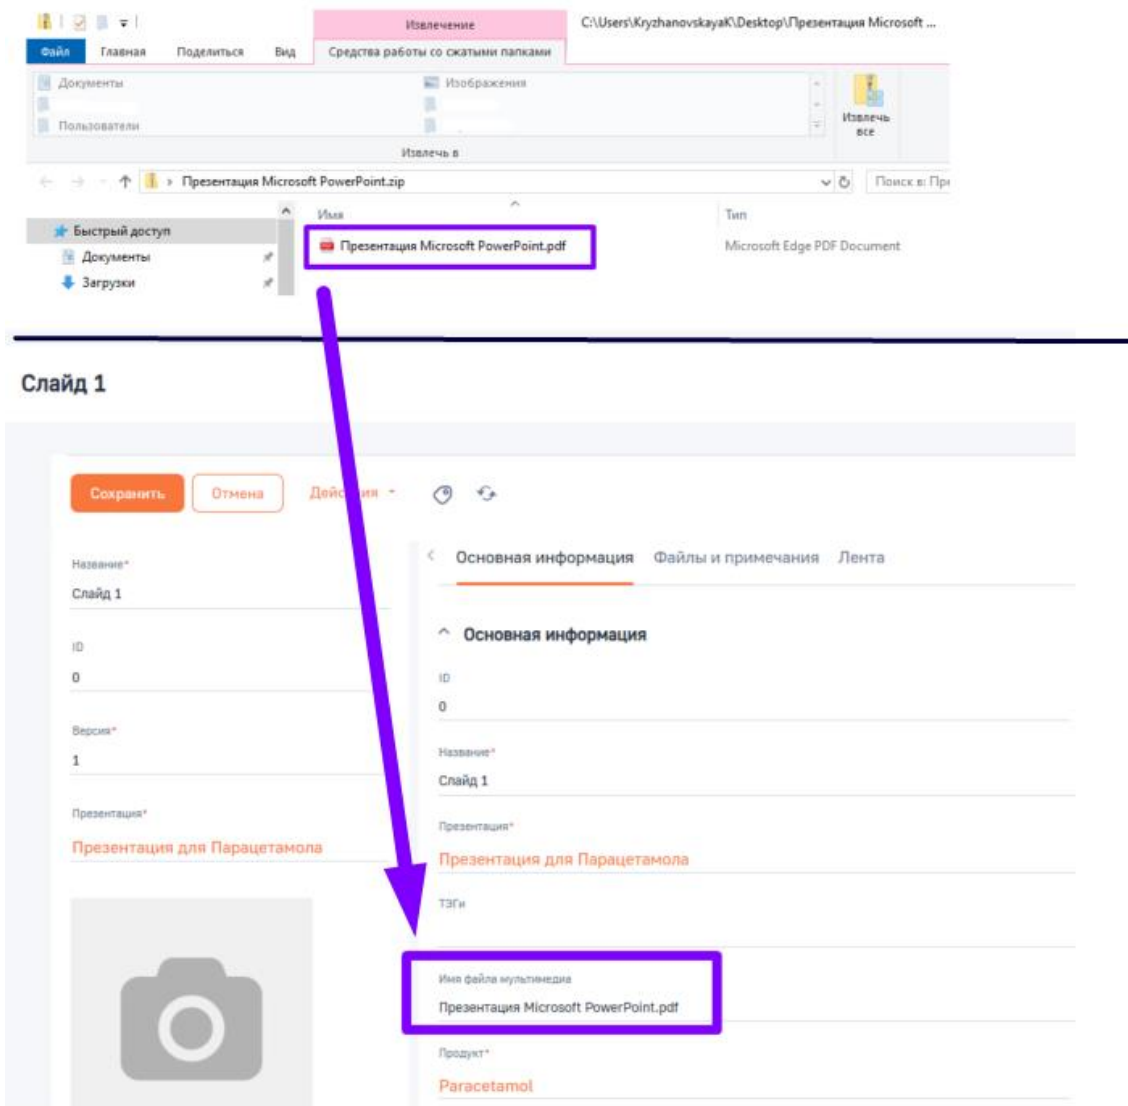 Извлечение
C:\Users\KryzhanovskayaK\Desktop\Презентация Microsoft ...
Файл Главная Поделиться Вид Средства работы со сжатыми папками
Документы Изображения
Пользователи
Извлечь все
Извлечь в
Презентация Microsoft PowerPoint.zip
Поиск в: Пре
Имя Тип
Быстрый доступ
Презентация Microsoft PowerPoint.pdf Microsoft Edge PDF Document
Документы
Загрузки
Слайд 1
Сохранить Отмена Действия
Основная информация Файлы и примечания Лента
Название*
Слайд 1
ID
0
Версия*
1
Презентация*
Презентация для Парацетамола
Основная информация
ID
0
Название*
Слайд 1
Презентация*
Презентация для Парацетамола
ТЭГи
Имя файла мультимедиа
Презентация Microsoft PowerPoint.pdf
Продукт*
Paracetamol